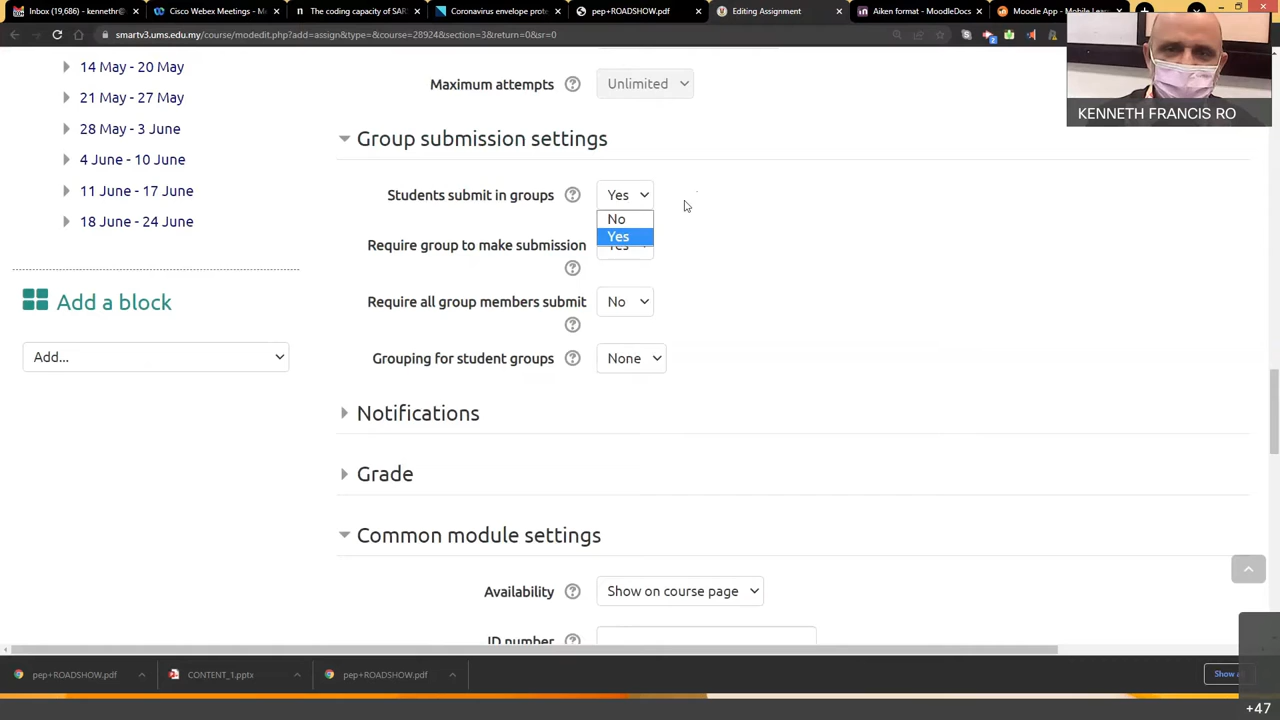 Inbox (19,686) - kennethr@
Cisco Webex Meetings - M
The coding capacity of SAR
Coronavirus envelope prote
pep+ROADSHOW.pdf
Editing Assignment
Aiken format - MoodleDocs
Moodle App - Mobile Lear
smartv3.ums.edu.my/course/modedit.php?add=assign&type=&course=28924&section=3&return=0&sr=0
KENNETH FRANCIS RO
14 May - 20 May
21 May - 27 May
28 May - 3 June
4 June - 10 June
11 June - 17 June
18 June - 24 June
Add a block
Add...
Maximum attempts
Unlimited
Group submission settings
Students submit in groups
Yes
No
Yes
Require group to make submission
Yes
Require all group members submit
No
Grouping for student groups
None
Notifications
Grade
Common module settings
Availability
Show on course page
ID number
pep+ROADSHOW.pdf
CONTENT_1.pptx
pep+ROADSHOW.pdf
Show
+47